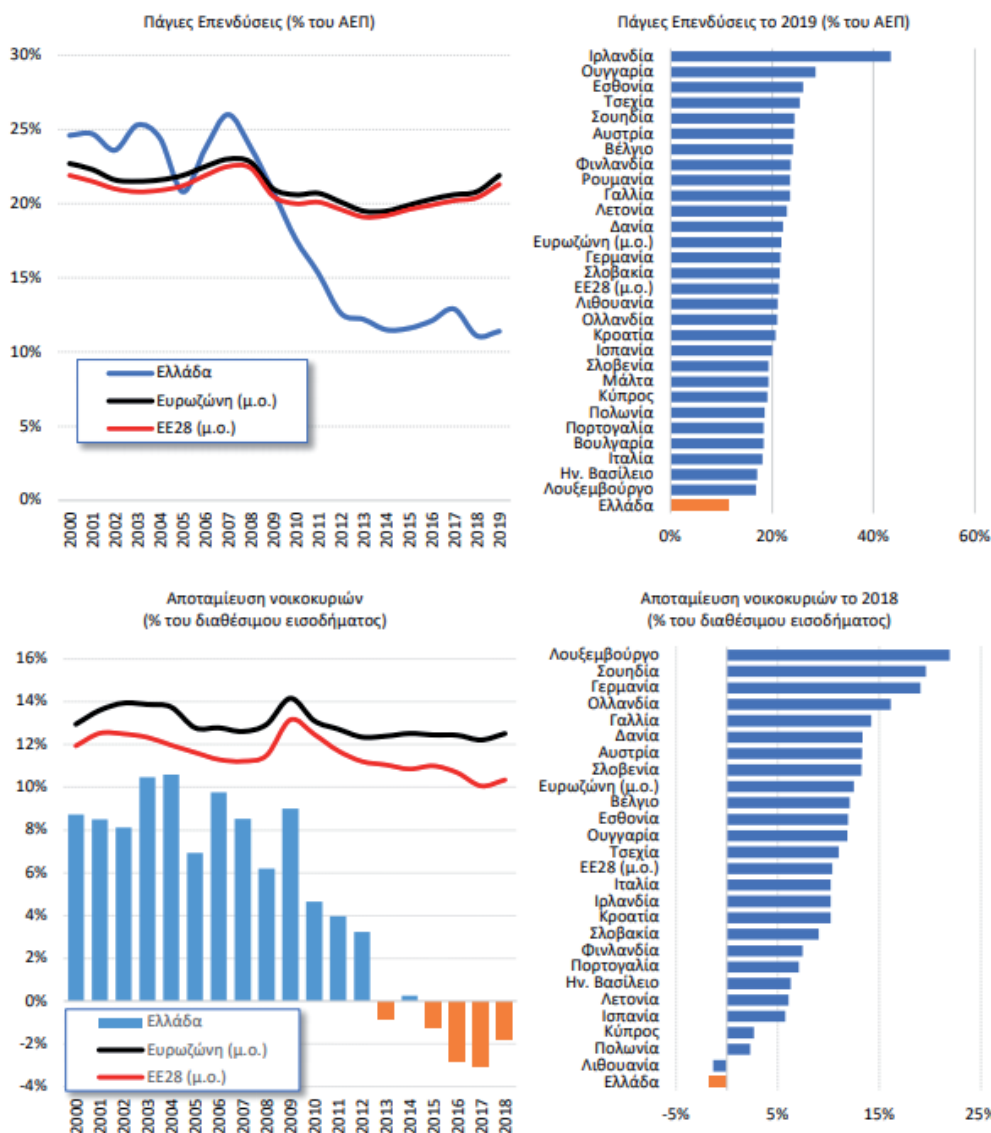 Πάγιες Επενδύσεις (% του ΑΕΠ)
30%
25%
20%
15%
10%
5%
0%
Ελλάδα
Ευρωζώνη (μ.ο.)
ΕΕ28 (μ.ο.)
2000
2001
2002
2003
2004
2005
2006
2007
2008
2009
2010
2011
2012
2013
2014
2015
2016
2017
2018
2019
Πάγιες Επενδύσεις το 2019 (% του ΑΕΠ)
Ιρλανδία
Ουγγαρία
Εσθονία
Τσεχία
Σουηδία
Αυστρία
Βέλγιο
Φινλανδία
Ρουμανία
Γαλλία
Λετονία
Δανία
Ευρωζώνη (μ.ο.)
Γερμανία
Σλοβακία
ΕΕ28 (μ.ο.)
Λιθουανία
Ολλανδία
Κροατία
Ισπανία
Σλοβενία
Μάλτα
Κύπρος
Πολωνία
Πορτογαλία
Βουλγαρία
Ιταλία
Ην. Βασίλειο
Λουξεμβούργο
Ελλάδα
0% 20% 40% 60%
Αποταμίευση νοικοκυριών
(% του διαθέσιμου εισοδήματος)
16%
14%
12%
10%
8%
6%
4%
2%
0%
-2%
-4%
Ελλάδα
Ευρωζώνη (μ.ο.)
ΕΕ28 (μ.ο.)
2000
2001
2002
2003
2004
2005
2006
2007
2008
2009
2010
2011
2012
2013
2014
2015
2016
2017
2018
Αποταμίευση νοικοκυριών το 2018
(% του διαθέσιμου εισοδήματος)
Λουξεμβούργο
Σουηδία
Γερμανία
Ολλανδία
Γαλλία
Δανία
Αυστρία
Σλοβενία
Ευρωζώνη (μ.ο.)
Βέλγιο
Εσθονία
Ουγγαρία
Τσεχία
ΕΕ28 (μ.ο.)
Ιταλία
Ιρλανδία
Κροατία
Σλοβακία
Φινλανδία
Πορτογαλία
Ην. Βασίλειο
Λετονία
Ισπανία
Κύπρος
Πολωνία
Λιθουανία
Ελλάδα
-5% 5% 15% 25%